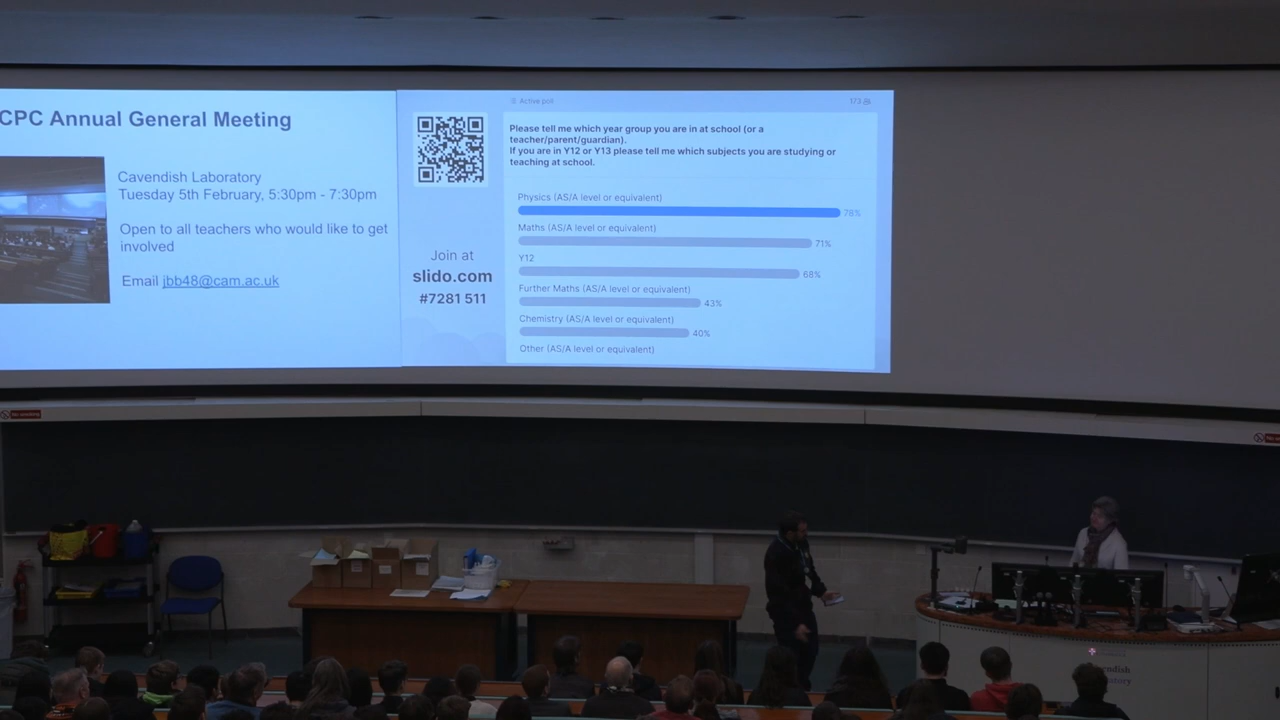 CPC Annual General Meeting
Cavendish Laboratory
Tuesday 5th February, 5:30pm - 7:30pm
Open to all teachers who would like to get
involved
Email jbb48@cam.ac.uk
Active poll
173
Please tell me which year group you are in at school (or a
teacher/parent/guardian).
If you are in Y12 or Y13 please tell me which subjects you are studying or
teaching at school.
Join at
slido.com
#7281 511
Physics (AS/A level or equivalent)
78%
Maths (AS/A level or equivalent)
71%
Y12
68%
Further Maths (AS/A level or equivalent)
43%
Chemistry (AS/A level or equivalent)
40%
Other (AS/A level or equivalent)
No smoking